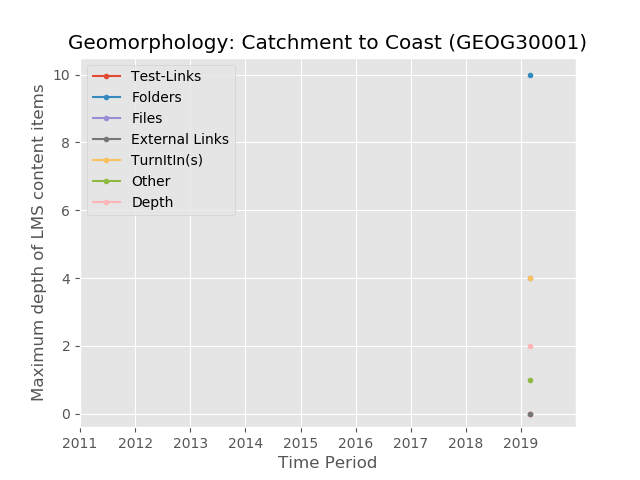 Geomorphology: Catchment to Coast (GEOG30001)
Test-Links
Folders
Files
External Links
TurnItIn(s)
Other
Depth
Maximum depth of LMS content items
10
8
6
4
2
0
2011 2012 2013 2014 2015 2016 2017 2018 2019
Time Period